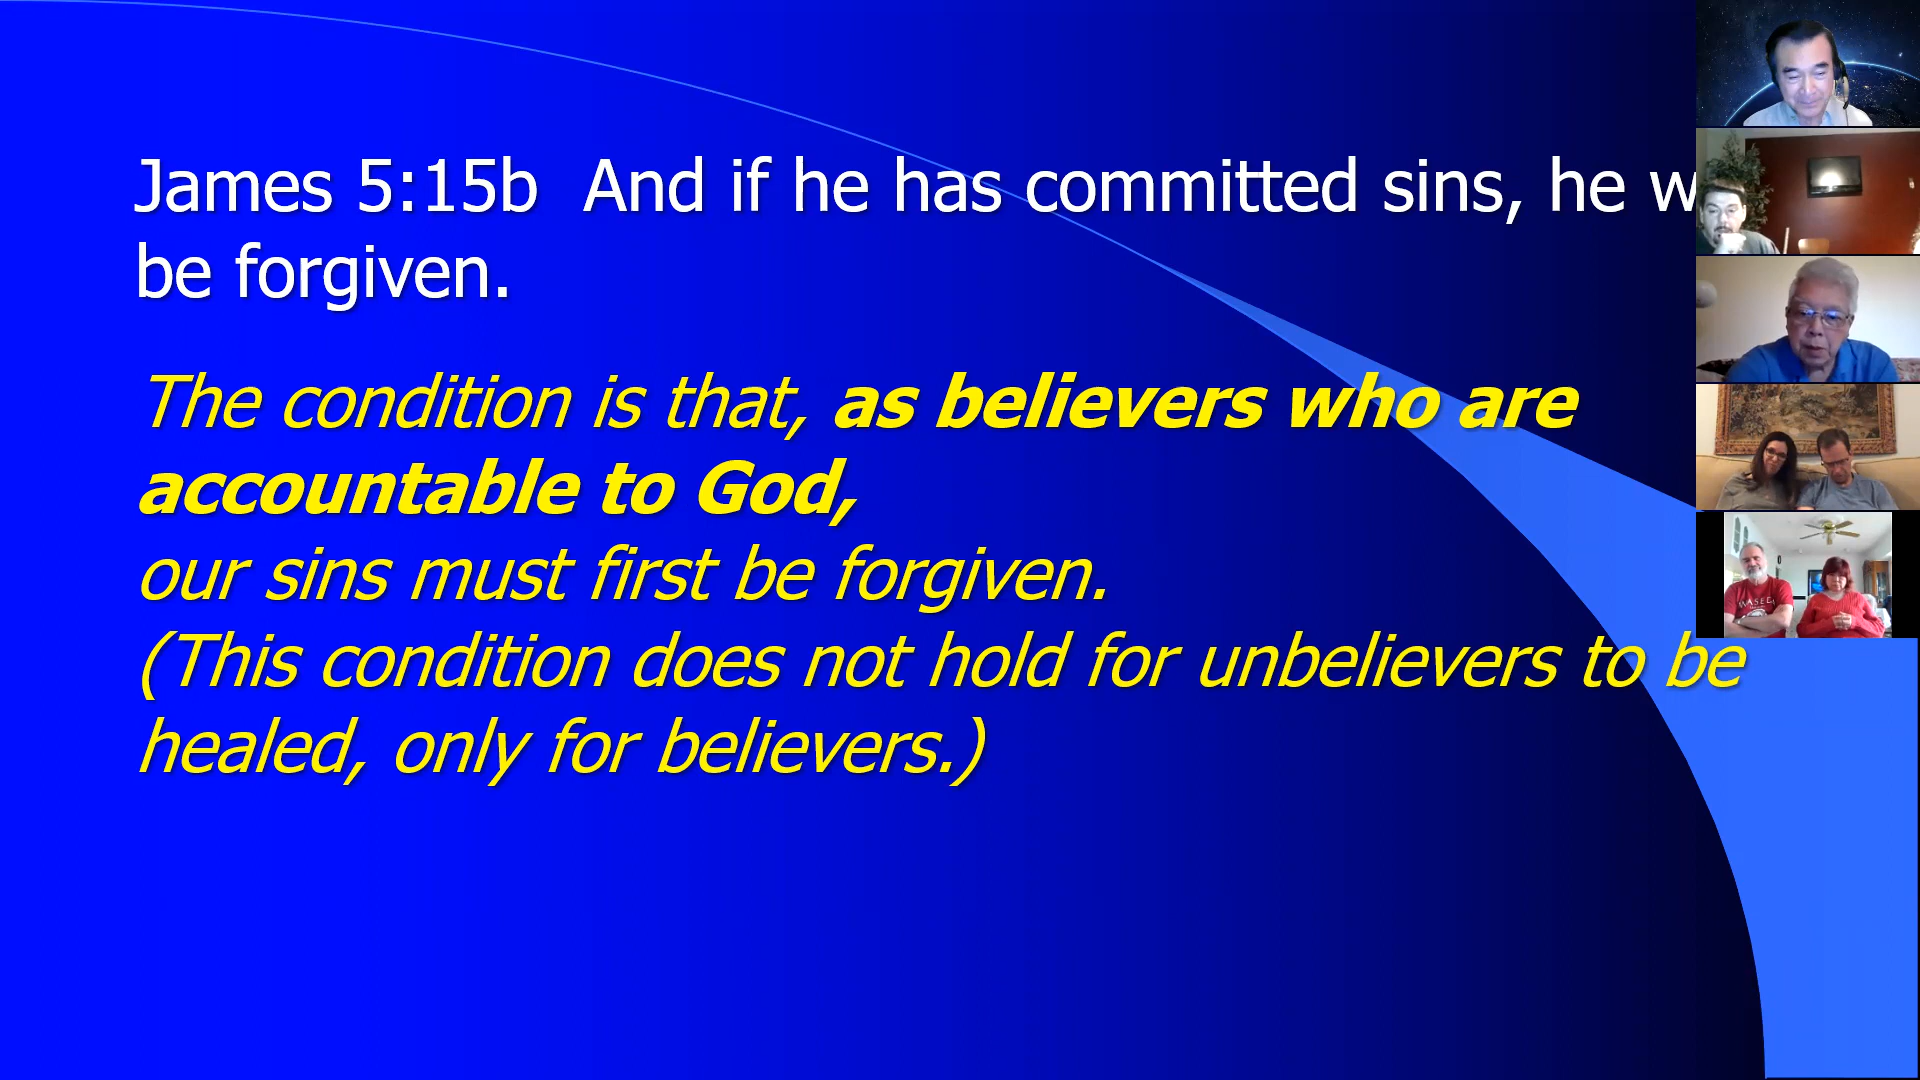 James 5:15b  And if he has committed sins, he
be forgiven.
The condition is that, as believers who are
accountable to God,
our sins must first be forgiven.
(This condition does not hold for unbelievers to be
healed, only for believers.)